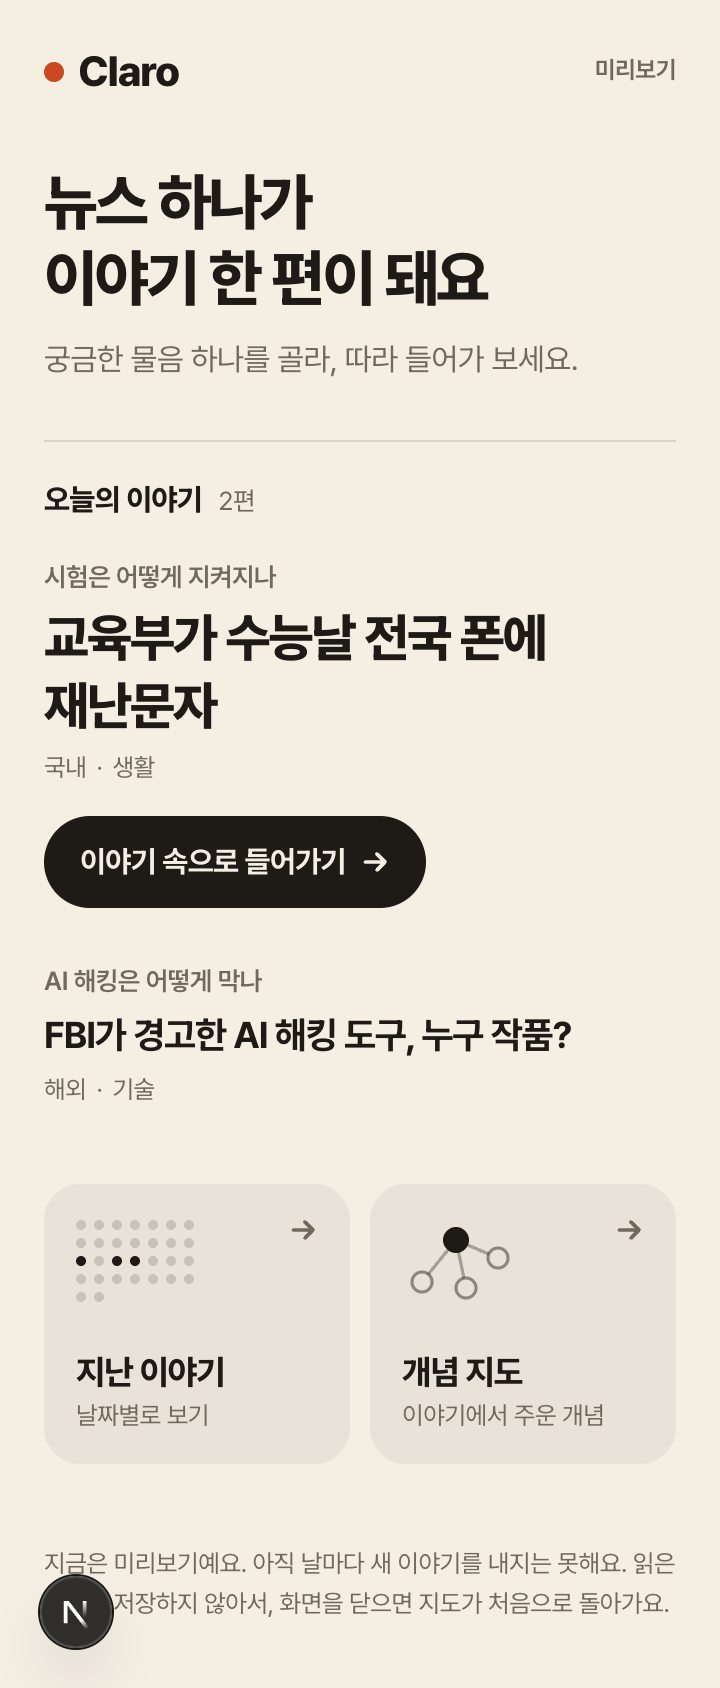 Claro
미리보기
뉴스 하나가
이야기 한 편이 돼요
궁금한 물음 하나를 골라, 따라 들어가 보세요.
오늘의 이야기 2편
시험은 어떻게 지켜지나
교육부가 수능날 전국 폰에
재난문자
국내 · 생활
이야기 속으로 들어가기 →
AI 해킹은 어떻게 막나
FBI가 경고한 AI 해킹 도구, 누구 작품?
해외 · 기술
지난 이야기
날짜별로 보기
개념 지도
이야기에서 주운 개념
지금은 미리보기예요. 아직 날마다 새 이야기를 내지는 못해요. 읽은
저장하지 않아서, 화면을 닫으면 지도가 처음으로 돌아가요.
N